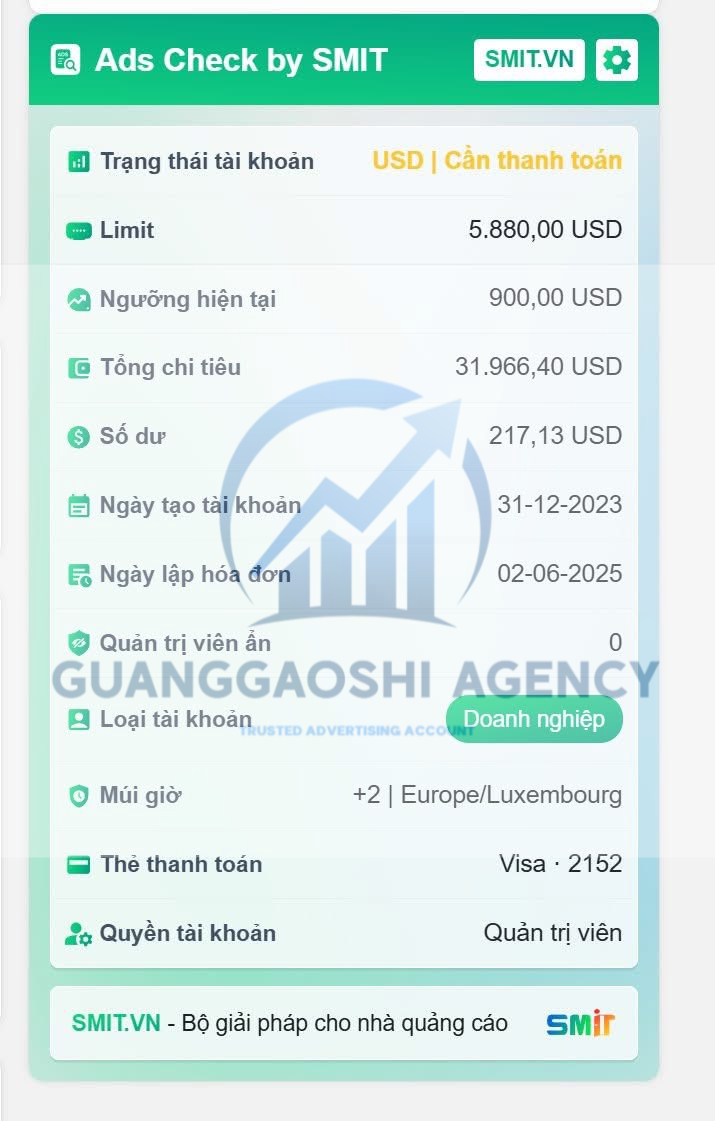 Ads Check by SMIT SMIT.VN
Trạng thái tài khoản USD | Cần thanh toán
Limit 5.880,00 USD
Ngưỡng hiện tại 900,00 USD
Tổng chi tiêu 31.966,40 USD
Số dư 217,13 USD
Ngày tạo tài khoản 31-12-2023
Ngày lập hóa đơn 02-06-2025
Quản trị viên ẩn 0
GUANGGAOSHI AGENCY
Loại tài khoản Doanh nghiệp
TRUSTED ADVERTISING ACCOUNT
Múi giờ +2 | Europe/Luxembourg
Thẻ thanh toán Visa · 2152
Quyền tài khoản Quản trị viên
SMIT.VN - Bộ giải pháp cho nhà quảng cáo SMIT